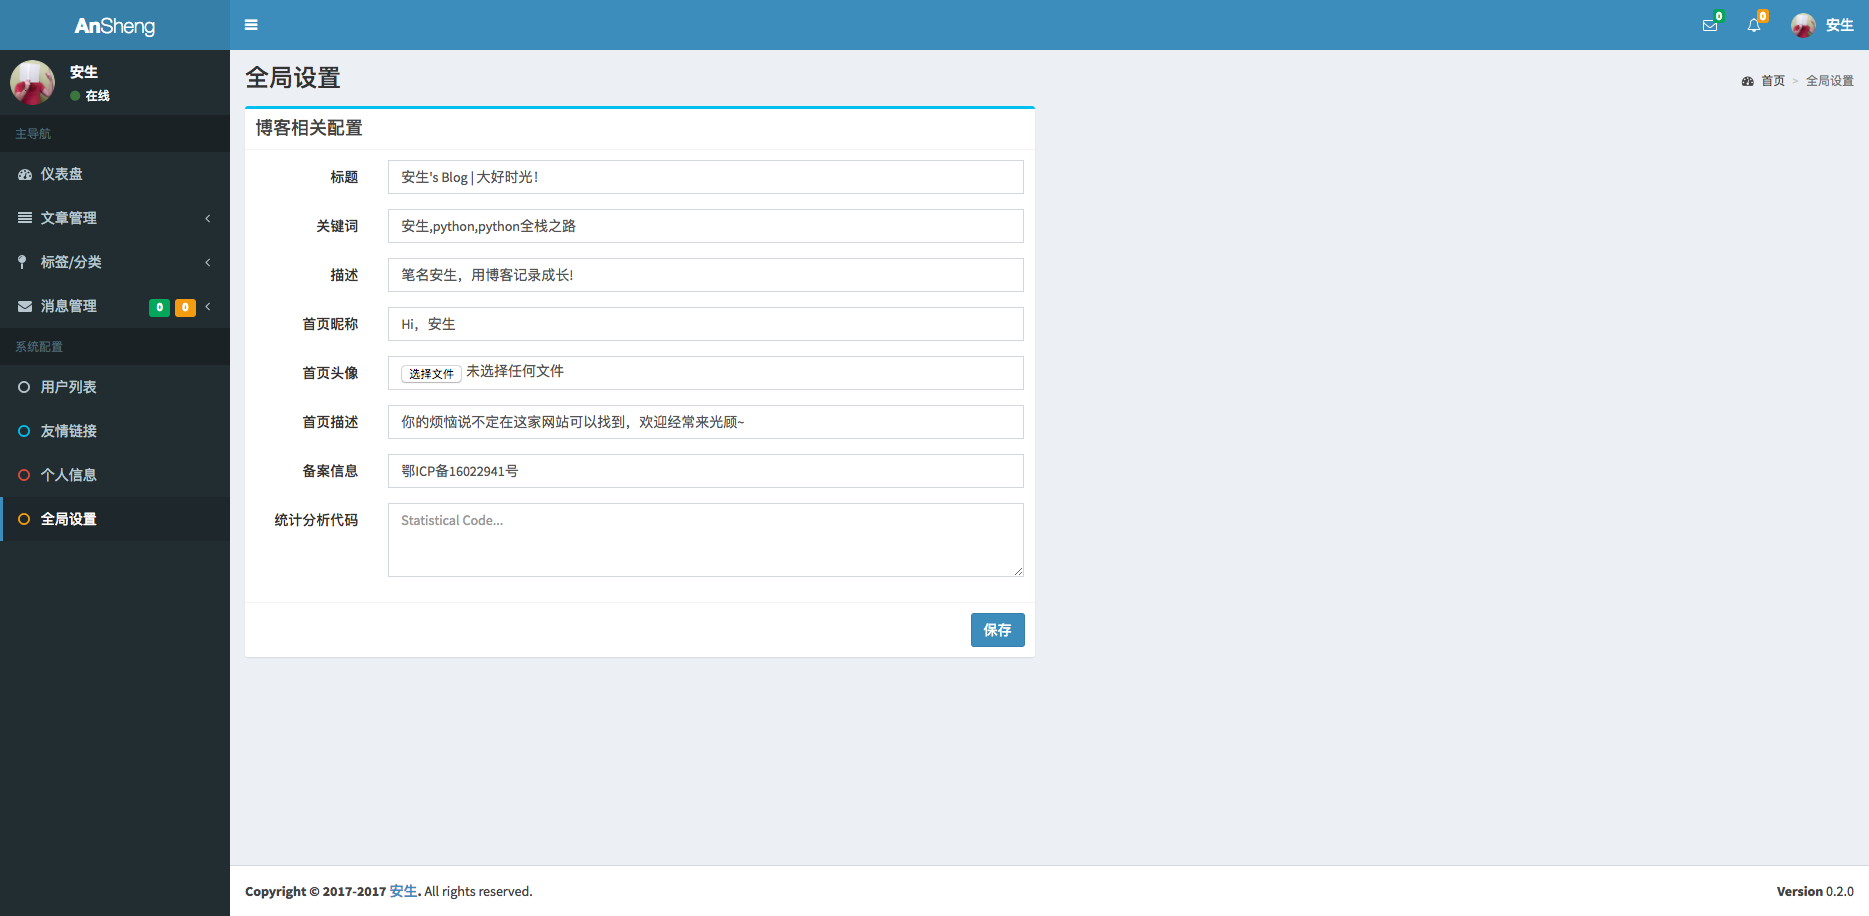 AnSheng
0
0
安生
安生
在线
主导航
仪表盘
文章管理
标签/分类
消息管理 0 0
系统配置
用户列表
友情链接
个人信息
全局设置
全局设置
首页 > 全局设置
博客相关配置
标题 安生's Blog | 大好时光!
关键词 安生,python,python全栈之路
描述 笔名安生，用博客记录成长!
首页昵称 Hi，安生
首页头像 选择文件 未选择任何文件
首页描述 你的烦恼说不定在这家网站可以找到，欢迎经常来光顾~
备案信息 鄂ICP备16022941号
统计分析代码 Statistical Code...
保存
Copyright © 2017-2017 安生. All rights reserved.
Version 0.2.0